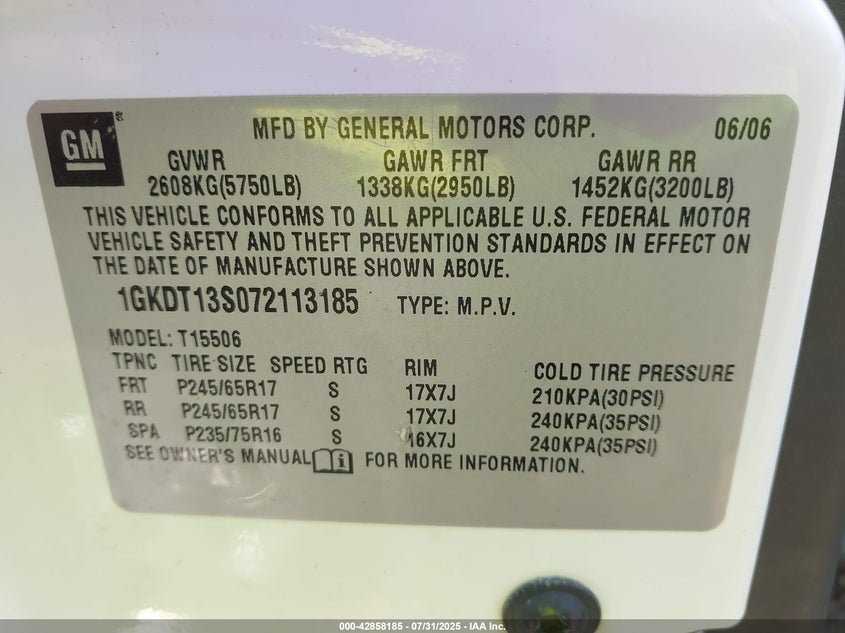 GM ®
MFD BY GENERAL MOTORS CORP. 06/06
GVWR GAWR FRT GAWR RR
2608KG(5750LB) 1338KG(2950LB) 1452KG(3200LB)
THIS VEHICLE CONFORMS TO ALL APPLICABLE U.S. FEDERAL MOTOR
VEHICLE SAFETY AND THEFT PREVENTION STANDARDS IN EFFECT ON
THE DATE OF MANUFACTURE SHOWN ABOVE.
1GKDT13S072113185 TYPE: M.P.V.
MODEL: T15506
TPNC TIRE SIZE SPEED RTG RIM COLD TIRE PRESSURE
FRT P245/65R17 S 17X7J 210KPA(30PSI)
RR P245/65R17 S 17X7J 240KPA(35PSI)
SPA P235/75R16 S 16X7J 240KPA(35PSI)
SEE OWNER'S MANUAL i FOR MORE INFORMATION.
000-42858185 - 07/31/2025 - IAA Inc.